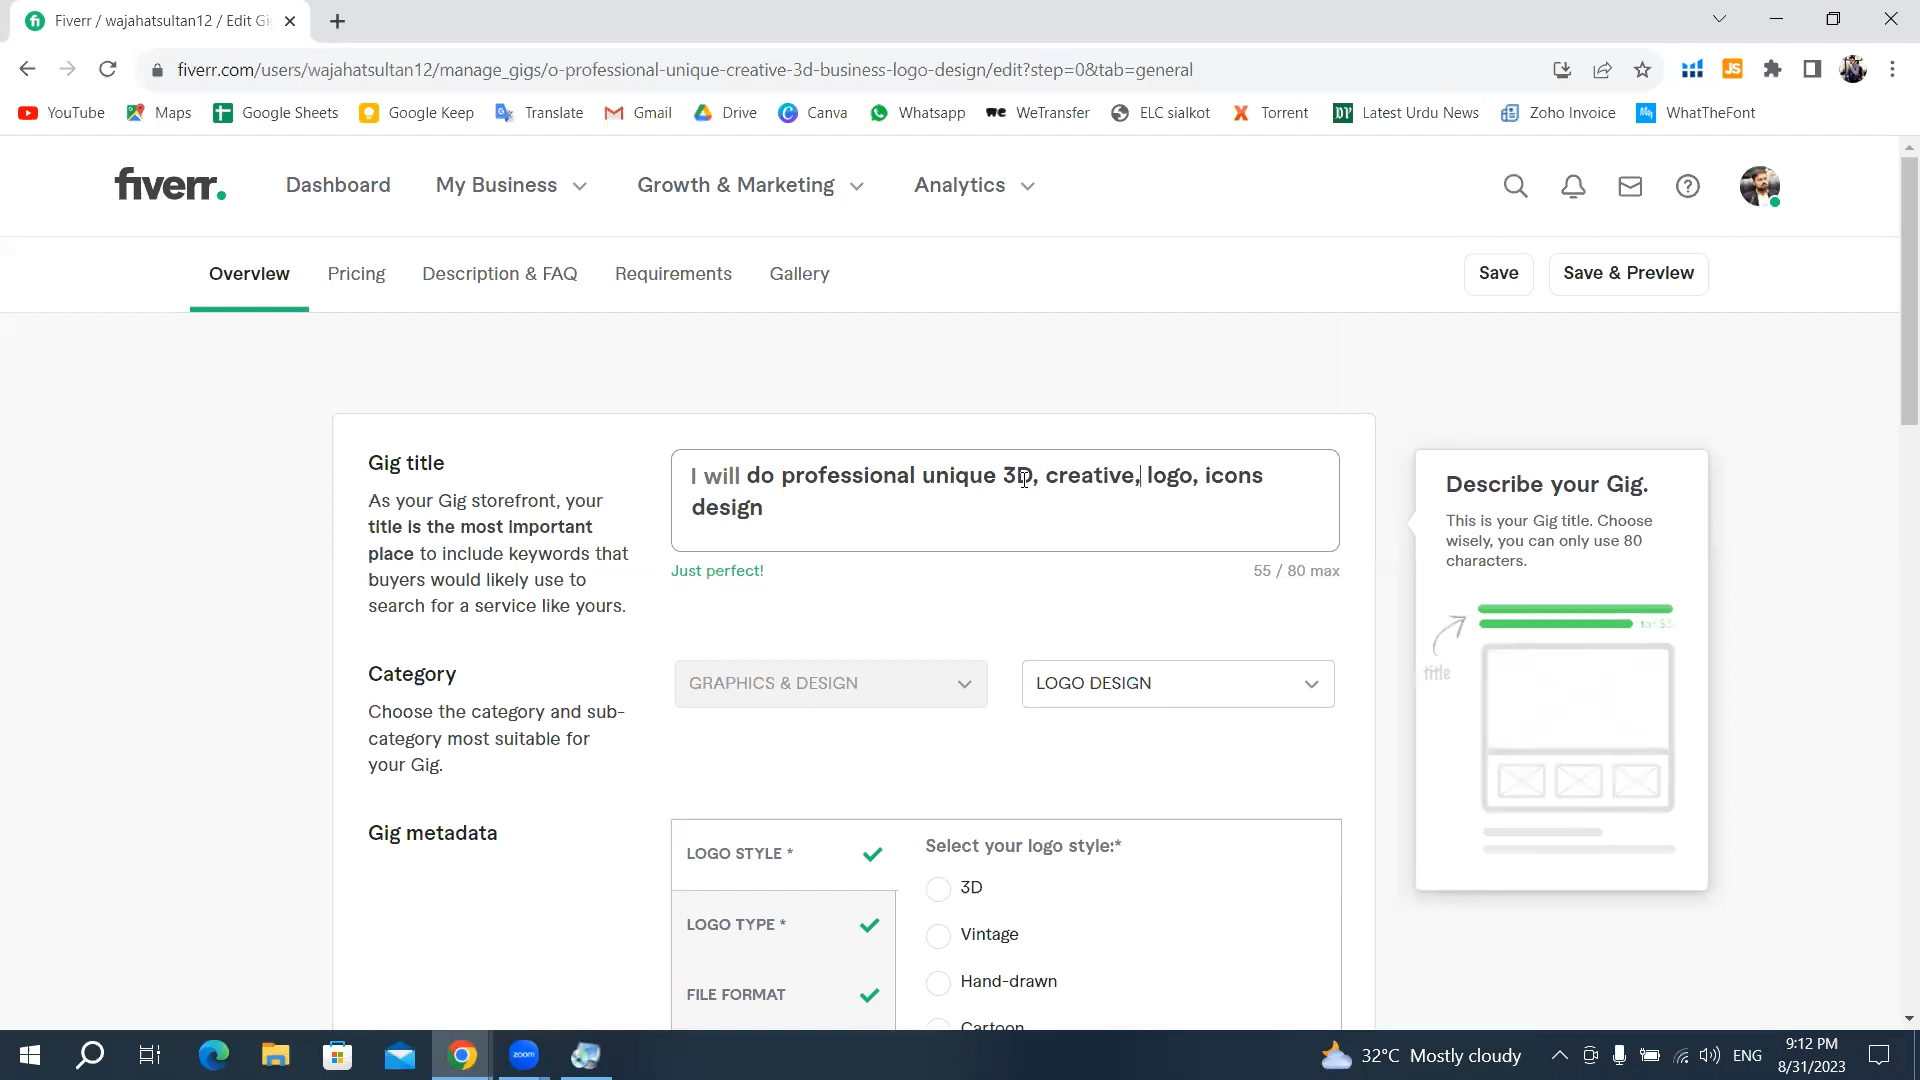 Fiverr / wajahatsultan12 / Edit Gi
fiverr.com/users/wajahatsultan12/manage_gigs/o-professional-unique-creative-3d-business-logo-design/edit?step=0&tab=general
YouTube Maps Google Sheets Google Keep Translate Gmail Drive Canva Whatsapp WeTransfer ELC sialkot Torrent Latest Urdu News Zoho Invoice WhatTheFont
fiverr. Dashboard My Business Growth & Marketing Analytics
Overview Pricing Description & FAQ Requirements Gallery Save Save & Preview
Gig title
As your Gig storefront, your
title is the most important
place to include keywords that
buyers would likely use to
search for a service like yours.
I will do professional unique 3D, creative, logo, icons
design
Just perfect! 55 / 80 max
Describe your Gig.
This is your Gig title. Choose
wisely, you can only use 80
characters.
title
Category
Choose the category and sub-
category most suitable for
your Gig.
GRAPHICS & DESIGN LOGO DESIGN
Gig metadata
LOGO STYLE *
LOGO TYPE *
FILE FORMAT
Select your logo style:*
3D
Vintage
Hand-drawn
Cartoon
zoom
32°C Mostly cloudy
ENG
9:12 PM
8/31/2023